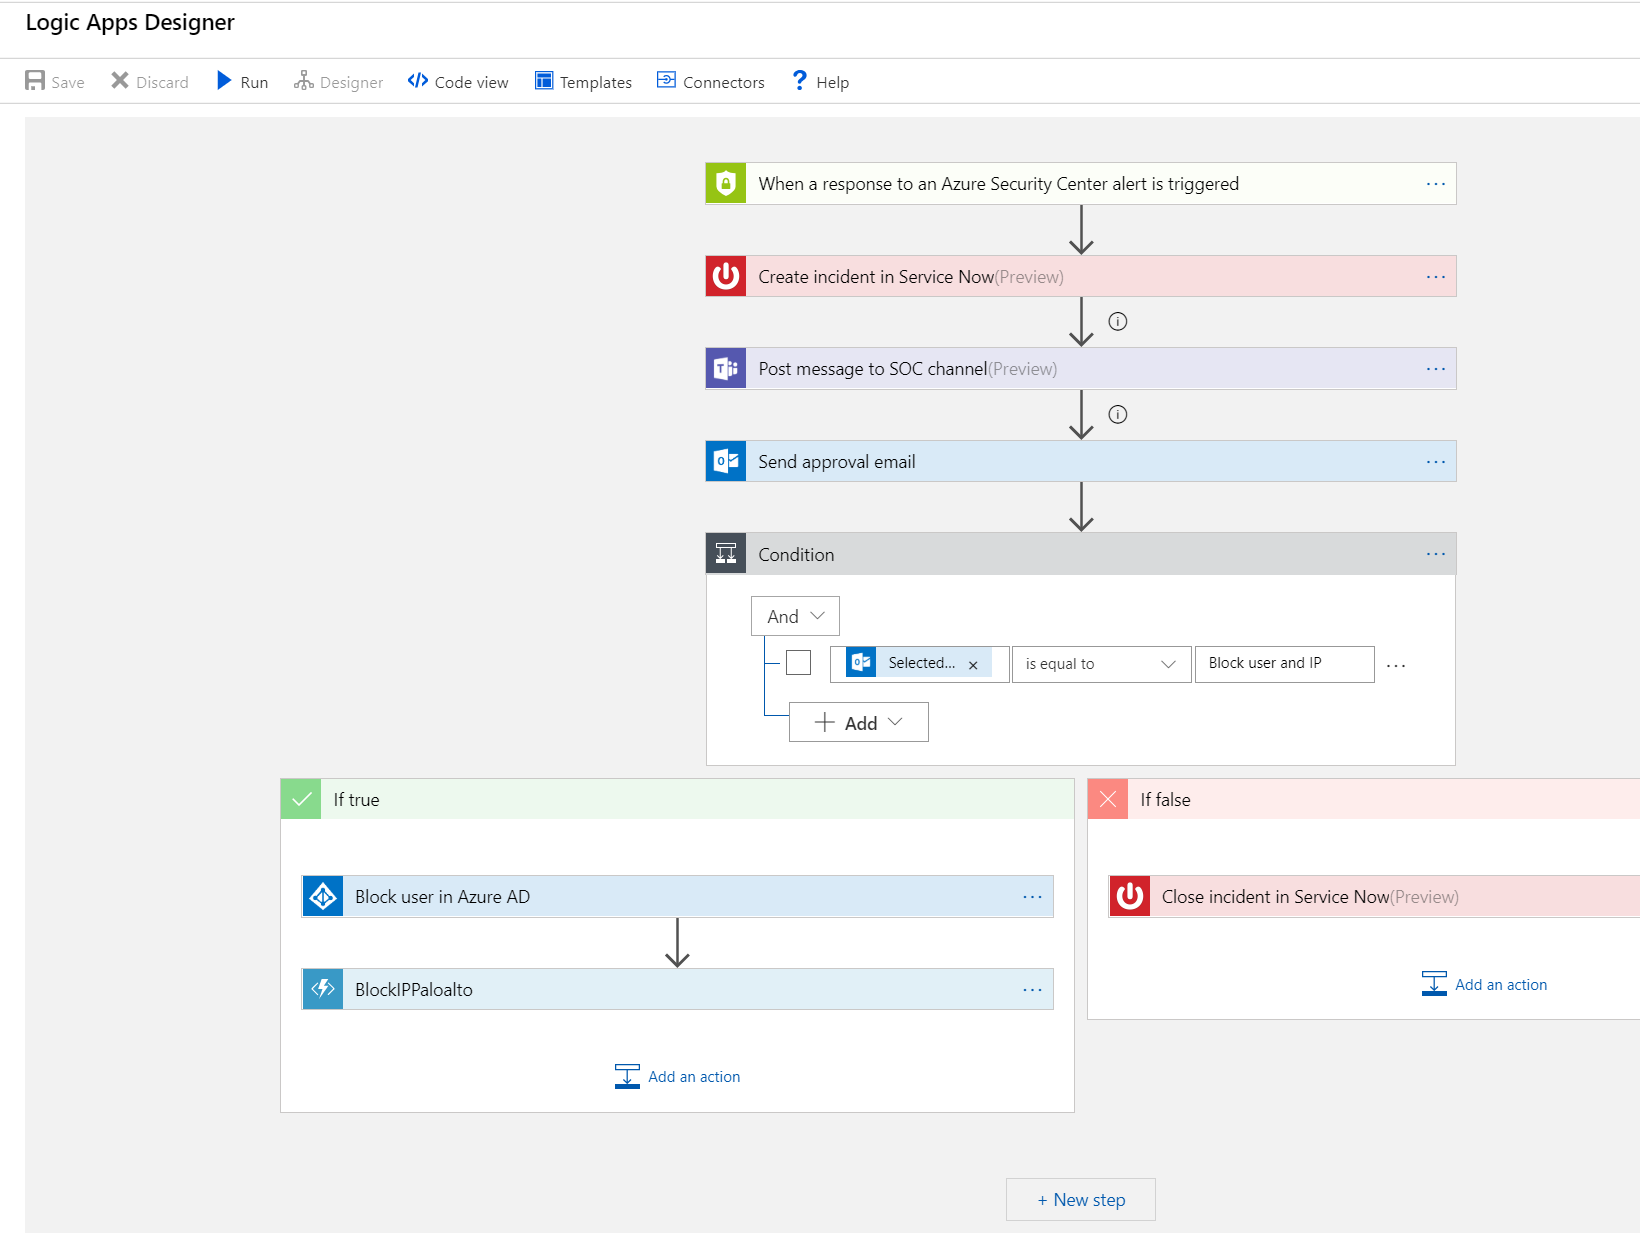 Logic Apps Designer
Save Discard Run Designer Code view Templates Connectors ? Help
When a response to an Azure Security Center alert is triggered ...
Create incident in Service Now(Preview) ...
Post message to SOC channel(Preview) ...
Send approval email ...
Condition ...
And
Selected... × is equal to Block user and IP ...
+ Add
If true
If false
Block user in Azure AD ...
Close incident in Service Now(Preview)
BlockIPPaloalto ...
Add an action
Add an action
+ New step